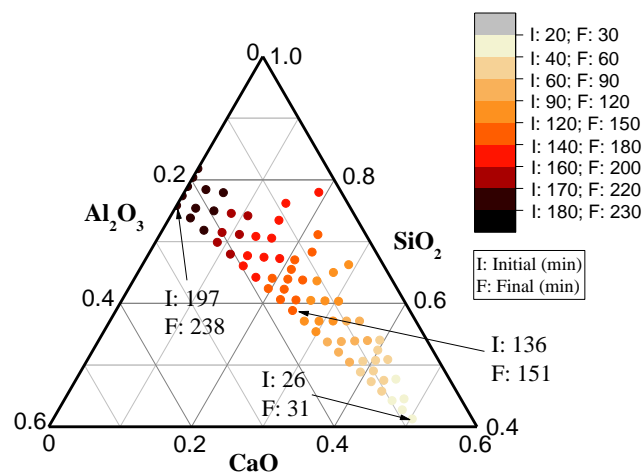 0
1.0
I: 20; F: 30
I: 40; F: 60
I: 60; F: 90
I: 90; F: 120
I: 120; F: 150
I: 140; F: 180
I: 160; F: 200
I: 170; F: 220
I: 180; F: 230
0.2
0.8
Al₂O₃
SiO₂
I: Initial (min)
F: Final (min)
0.4
I: 197
F: 238
0.6
I: 136
F: 151
I: 26
F: 31
0.6
0.4
0
0.2
0.4
0.6
CaO